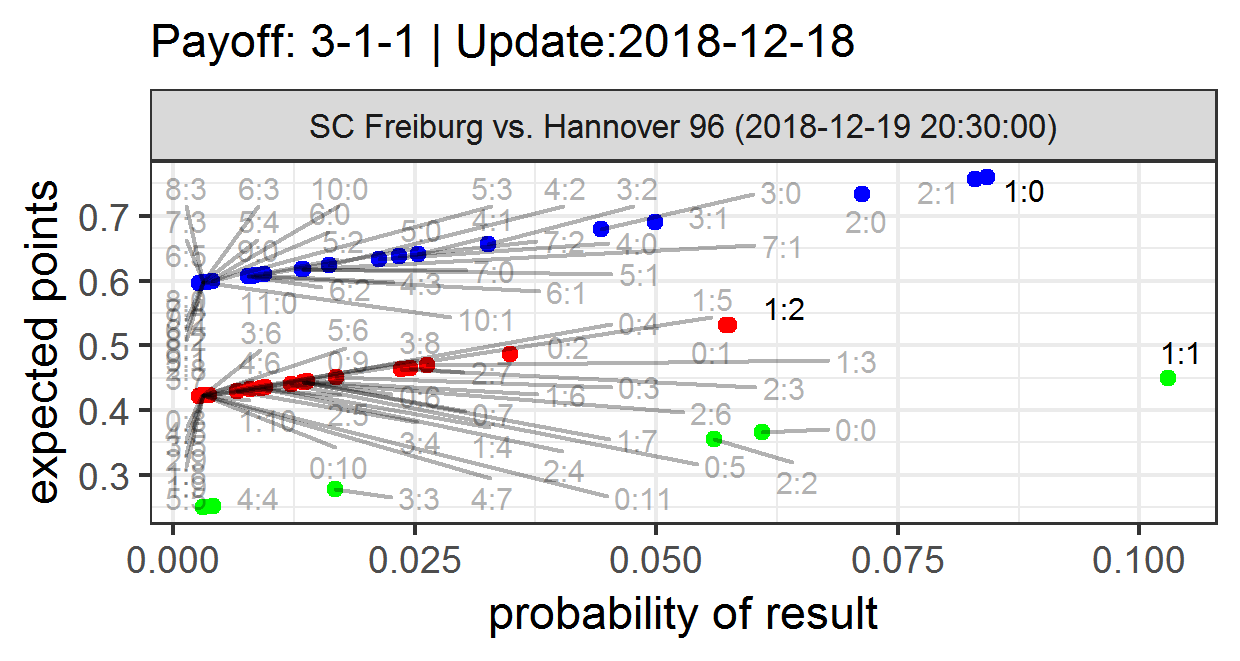 Payoff: 3-1-1 | Update:2018-12-18
SC Freiburg vs. Hannover 96 (2018-12-19 20:30:00)
8:3 6:3 10:0 5:3 4:2 3:2 3:0 2:1 1:0
7:3 5:4 6:0 5:0 4:1 3:1 2:0
6:5 9:0 5:2 7:2 4:0 7:1
7:0 5:1
11:0 6:2 4:3 6:1
10:1 1:5 1:2
3:6 5:6 3:8 0:4 0:2 0:1 1:1
4:6 0:9 2:7 1:3
0:6 1:6 0:3 2:3
1:10 2:5 0:7 2:6
3:4 1:4 1:7 0:0
0:10 2:4 0:5 2:2
4:4 3:3 4:7 0:11
0.7
0.6
0.5
0.4
0.3
expected points
0.000 0.025 0.050 0.075 0.100
probability of result